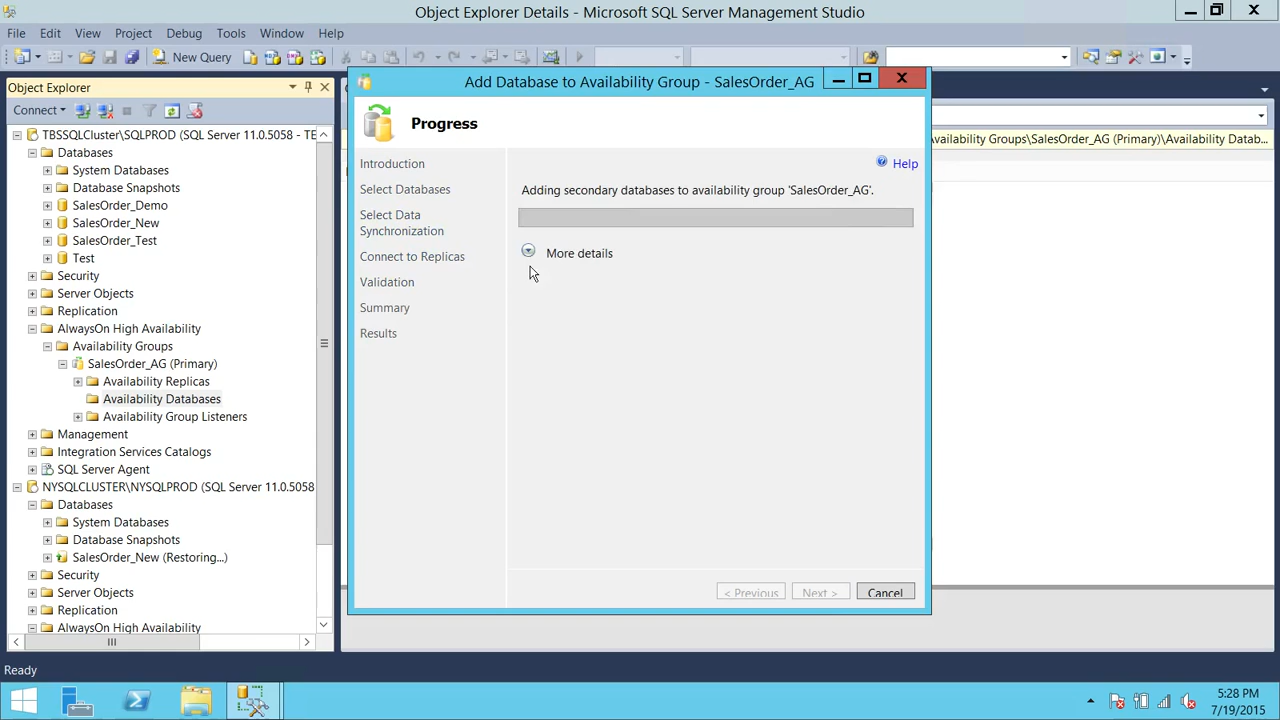 Object Explorer Details - Microsoft SQL Server Management Studio
File Edit View Project Debug Tools Window Help
New Query
Object Explorer
Connect
TBSSQLCluster\SQLPROD (SQL Server 11.0.5058 - TE
Databases
System Databases
Database Snapshots
SalesOrder_Demo
SalesOrder_New
SalesOrder_Test
Test
Security
Server Objects
Replication
AlwaysOn High Availability
Availability Groups
SalesOrder_AG (Primary)
Availability Replicas
Availability Databases
Availability Group Listeners
Management
Integration Services Catalogs
SQL Server Agent
NYSQLCLUSTER\NYSQLPROD (SQL Server 11.0.5058
Databases
System Databases
Database Snapshots
SalesOrder_New (Restoring...)
Security
Server Objects
Replication
AlwaysOn High Availability
Add Database to Availability Group - SalesOrder_AG
Progress
Introduction
Select Databases
Select Data
Synchronization
Connect to Replicas
Validation
Summary
Results
Help
Adding secondary databases to availability group 'SalesOrder_AG'.
More details
< Previous Next > Cancel
vailability Groups\SalesOrder_AG (Primary)\Availability Datab...
Ready
5:28 PM
7/19/2015